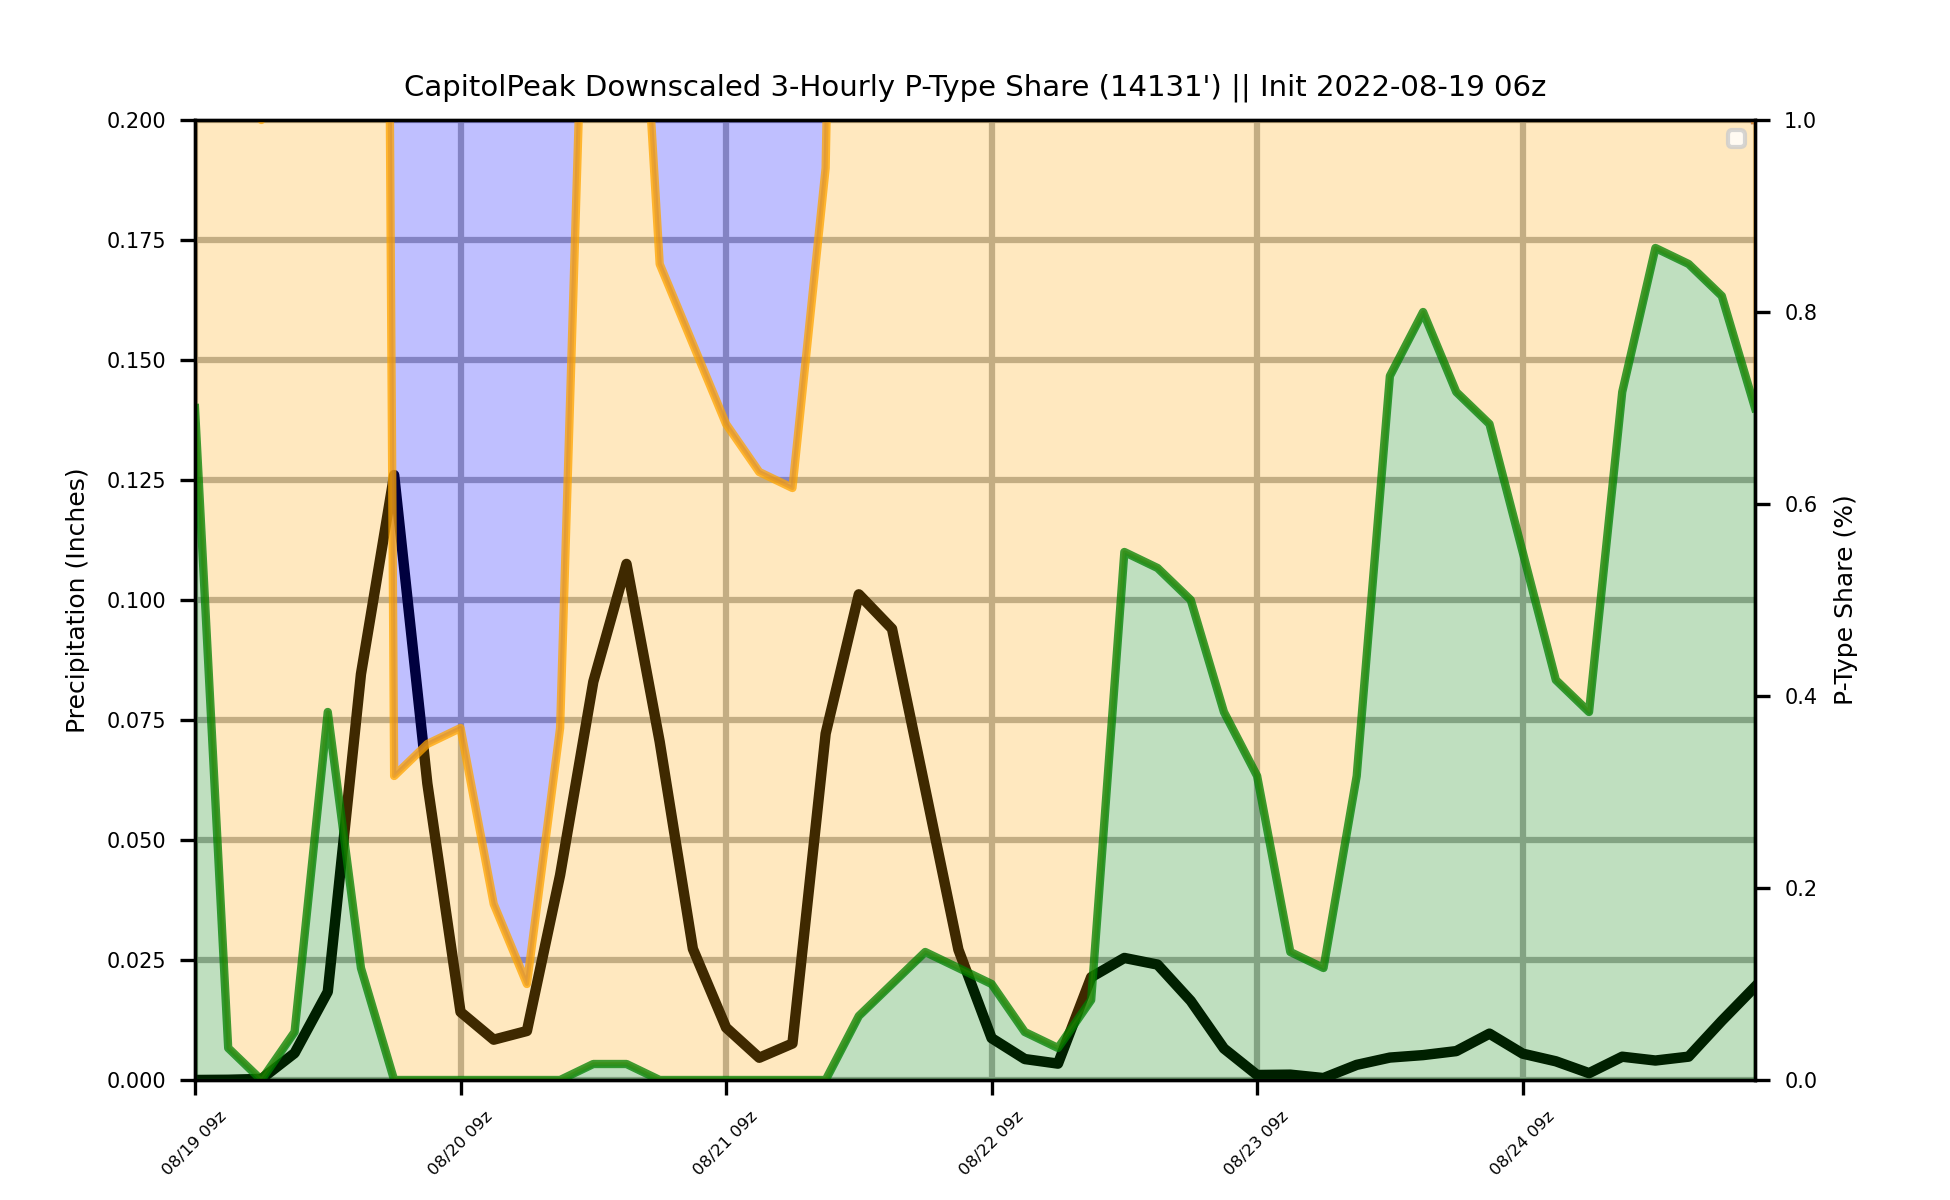 CapitolPeak Downscaled 3-Hourly P-Type Share (14131') || Init 2022-08-19 06z
0.200
0.175
0.150
0.125
0.100
0.075
0.050
0.025
0.000
Precipitation (Inches)
1.0
0.8
0.6
0.4
0.2
0.0
P-Type Share (%)
08/19 09z
08/20 09z
08/21 09z
08/22 09z
08/23 09z
08/24 09z